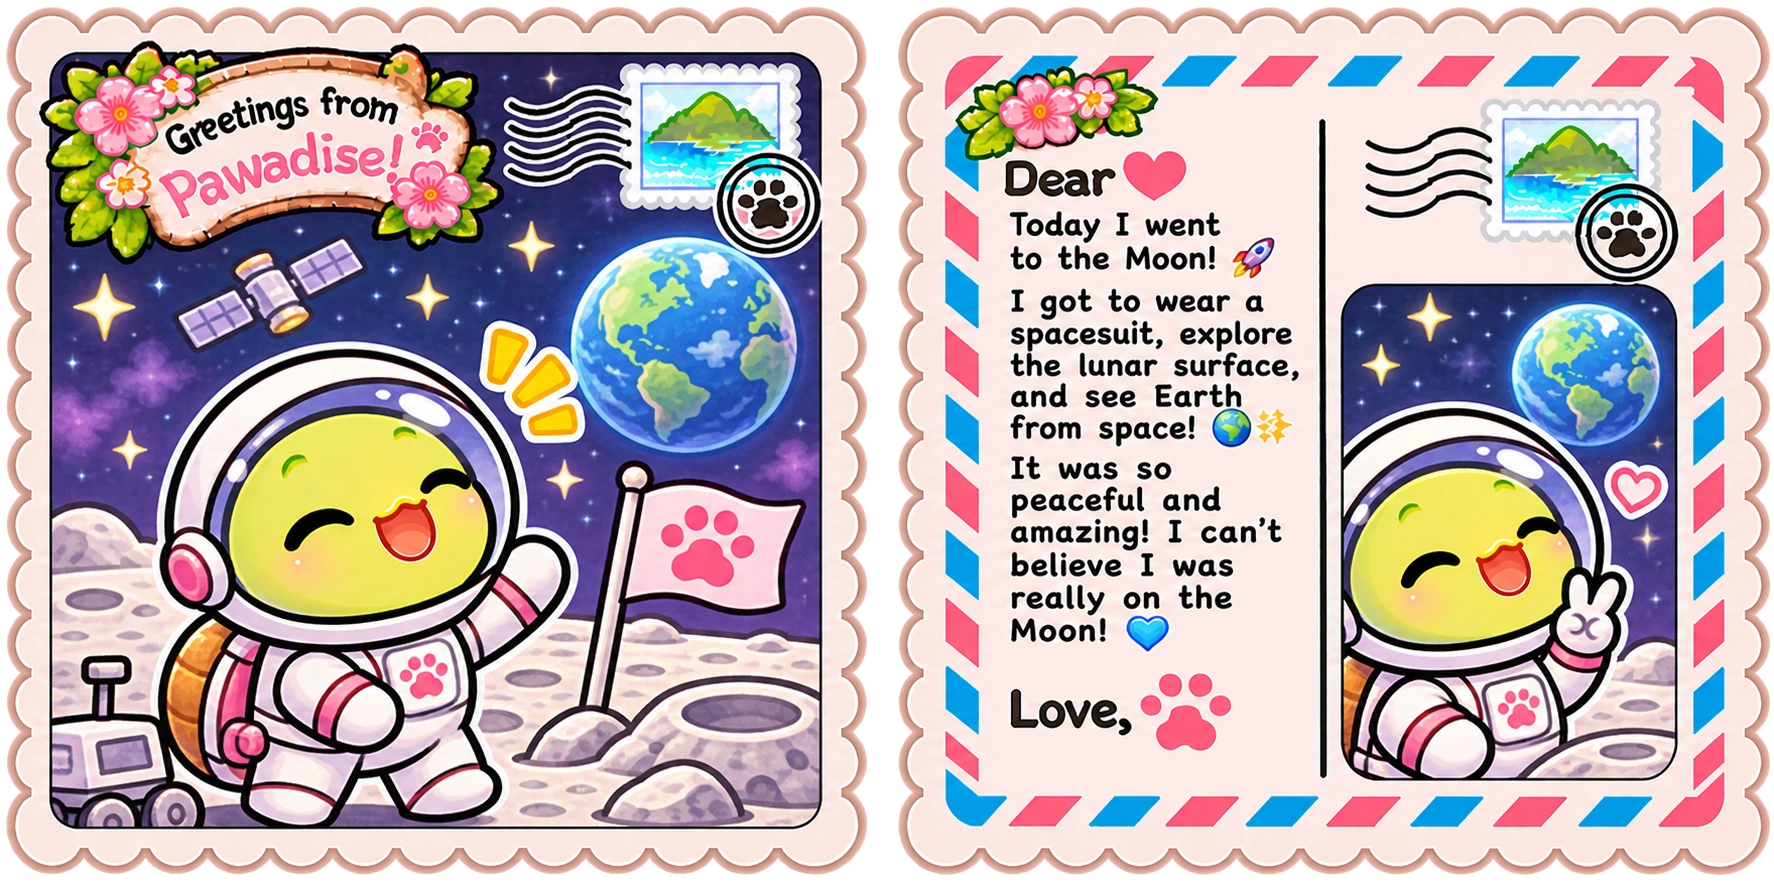 Greetings from
Pawadise!
Dear
Today I went
to the Moon! 🚀
I got to wear a
spacesuit, explore
the lunar surface,
and see Earth
from space! 🌎✨
It was so
peaceful and
amazing! I can't
believe I was
really on the
Moon! 💙
Love,